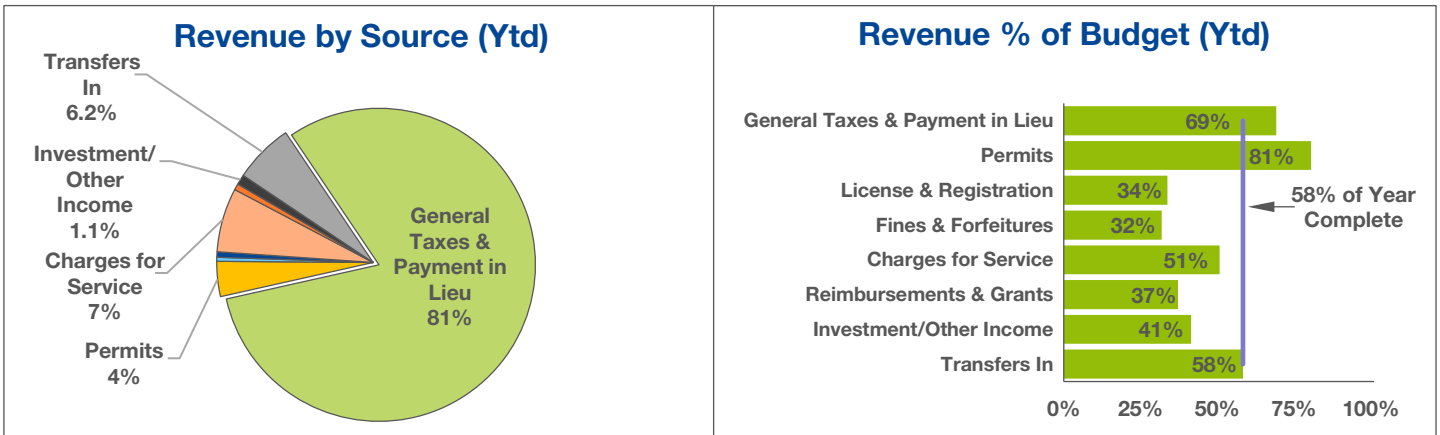 Revenue by Source (Ytd)
Transfers
In
6.2%
Investment/
Other
Income
1.1%
Charges for
Service
7%
Permits
4%
General
Taxes &
Payment in
Lieu
81%
Revenue % of Budget (Ytd)
General Taxes & Payment in Lieu 69%
Permits 81%
License & Registration 34%
Fines & Forfeitures 32%
Charges for Service 51%
Reimbursements & Grants 37%
Investment/Other Income 41%
Transfers In 58%
58% of Year
Complete
0% 25% 50% 75% 100%